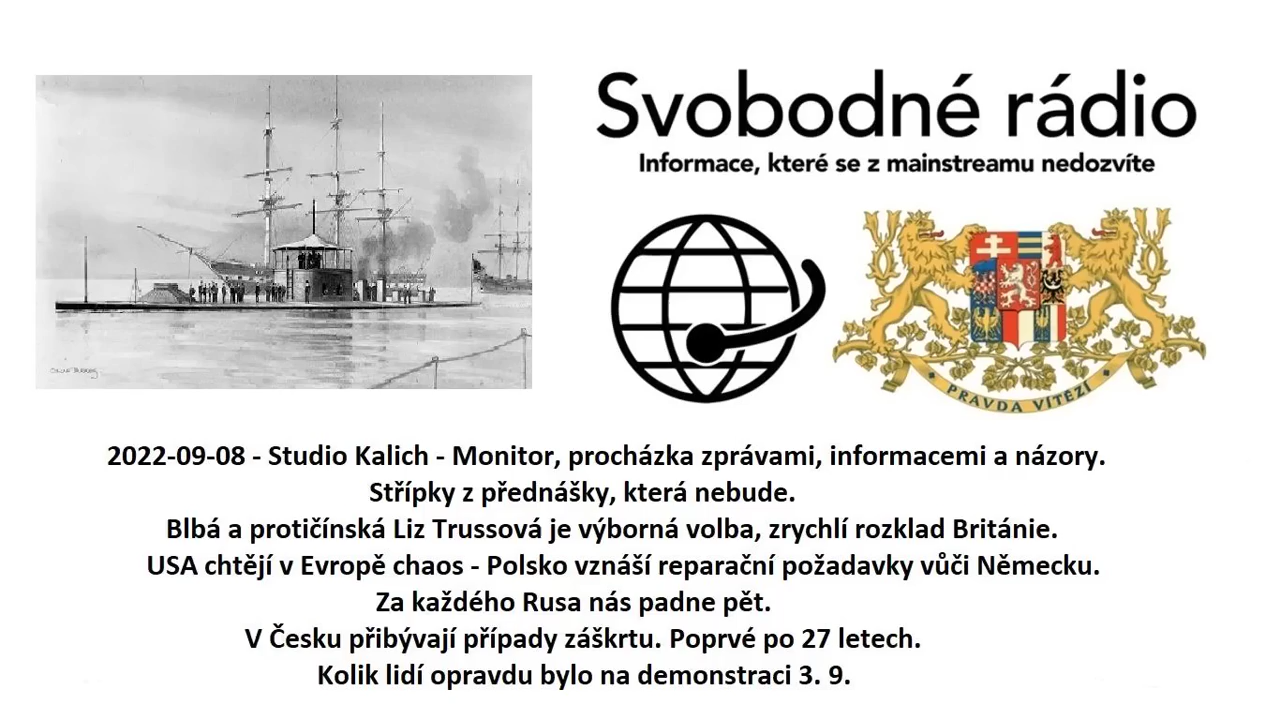 Svobodné rádio
Informace, které se z mainstreamu nedozvíte
PRAVDA VÍTĚZÍ
2022-09-08 - Studio Kalich - Monitor, procházka zprávami, informacemi a názory.
Střípky z přednášky, která nebude.
Blbá a protičínská Liz Trussová je výborná volba, zrychlí rozklad Británie.
USA chtějí v Evropě chaos - Polsko vznáší reparační požadavky vůči Německu.
Za každého Rusa nás padne pět.
V Česku přibývají případy záškrtu. Poprvé po 27 letech.
Kolik lidí opravdu bylo na demonstraci 3. 9.